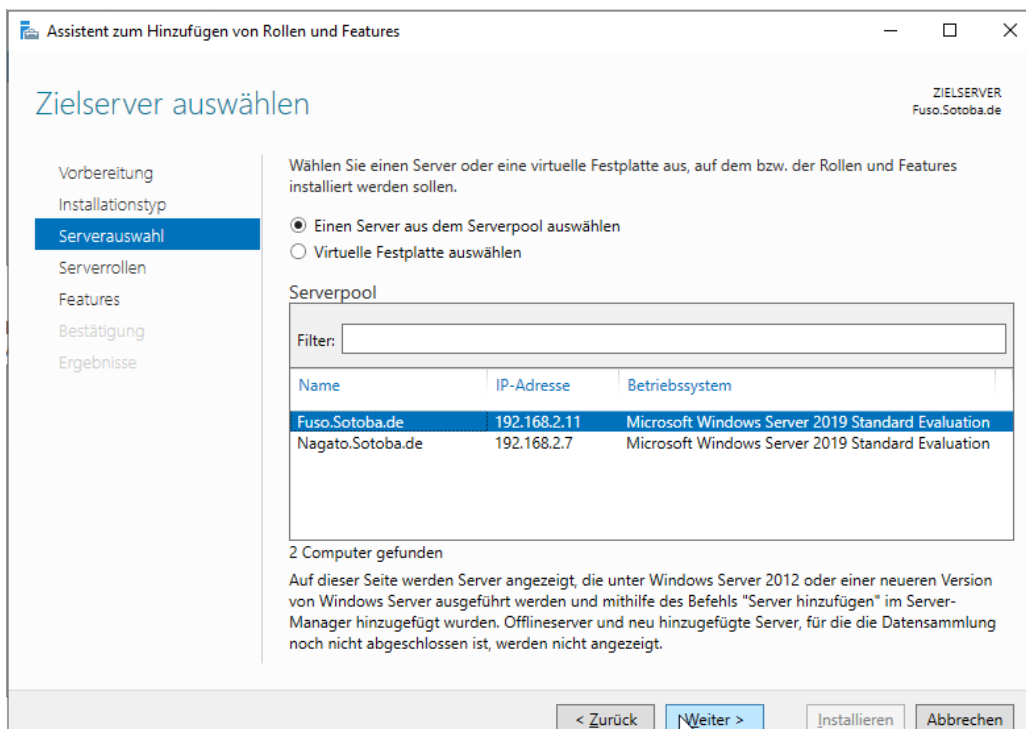 Assistent zum Hinzufügen von Rollen und Features
Zielserver auswählen
ZIELSERVER
Fuso.Sotoba.de
Vorbereitung
Installationstyp
Serverauswahl
Serverrollen
Features
Bestätigung
Ergebnisse
Wählen Sie einen Server oder eine virtuelle Festplatte aus, auf dem bzw. der Rollen und Features
installiert werden sollen.
Einen Server aus dem Serverpool auswählen
Virtuelle Festplatte auswählen
Serverpool
Filter:
Name IP-Adresse Betriebssystem
Fuso.Sotoba.de 192.168.2.11 Microsoft Windows Server 2019 Standard Evaluation
Nagato.Sotoba.de 192.168.2.7 Microsoft Windows Server 2019 Standard Evaluation
2 Computer gefunden
Auf dieser Seite werden Server angezeigt, die unter Windows Server 2012 oder einer neueren Version
von Windows Server ausgeführt werden und mithilfe des Befehls "Server hinzufügen" im Server-
Manager hinzugefügt wurden. Offlineserver und neu hinzugefügte Server, für die die Datensammlung
noch nicht abgeschlossen ist, werden nicht angezeigt.
< Zurück Weiter > Installieren Abbrechen